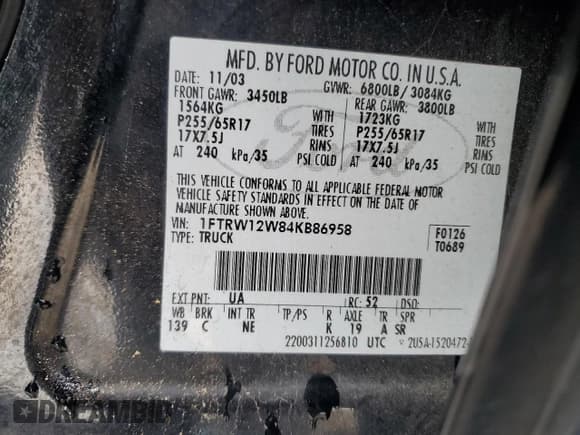 MFD. BY FORD MOTOR CO. IN U.S.A.
DATE: 11/03 GVWR: 6800LB/ 3084KG
FRONT GAWR: 3450LB REAR GAWR: 3800LB
1564KG WITH 1723KG WITH
P255/65R17 TIRES P255/65R17 TIRES
17X7.5J RIMS 17X7.5J RIMS
AT 240 kPa/35 PSI COLD AT 240 kPa/35 PSI COLD
Ford
THIS VEHICLE CONFORMS TO ALL APPLICABLE FEDERAL MOTOR
VEHICLE SAFETY STANDARDS IN EFFECT ON THE DATE OF
MANUFACTURE SHOWN ABOVE.
VIN: 1FTRW12W84KB86958 F0126
TYPE: TRUCK T0689
EXT PNT: UA RC: 52 DSO:
WB BRK INT TR TP/PS R AXLE TR SPR
139 C NE K 19 A SR
2200311256810 UTC 2USA-1520472-
DREAMBID